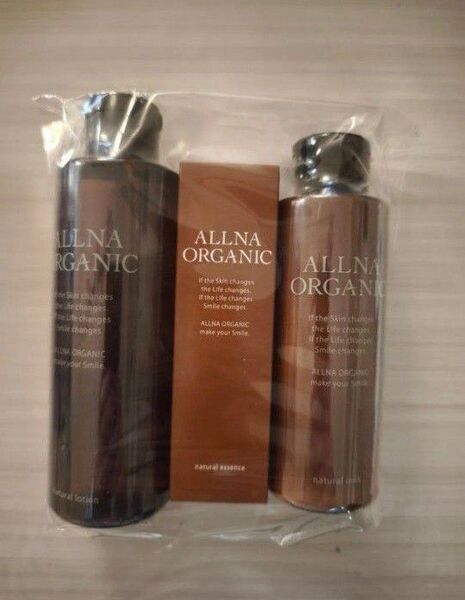 ALLNA
ORGANIC
If the Skin changes
the Life changes.
If the Life changes
Smile changes.
ALLNA ORGANIC
make your Smile.
natural lotion
ALLNA
ORGANIC
If the Skin changes
the Life changes.
If the Life changes
Smile changes.
ALLNA ORGANIC
make your Smile.
natural essence
ALLNA
ORGANIC
If the Skin changes
the Life changes.
If the Life changes
Smile changes.
ALLNA ORGANIC
make your Smile.
natural milk